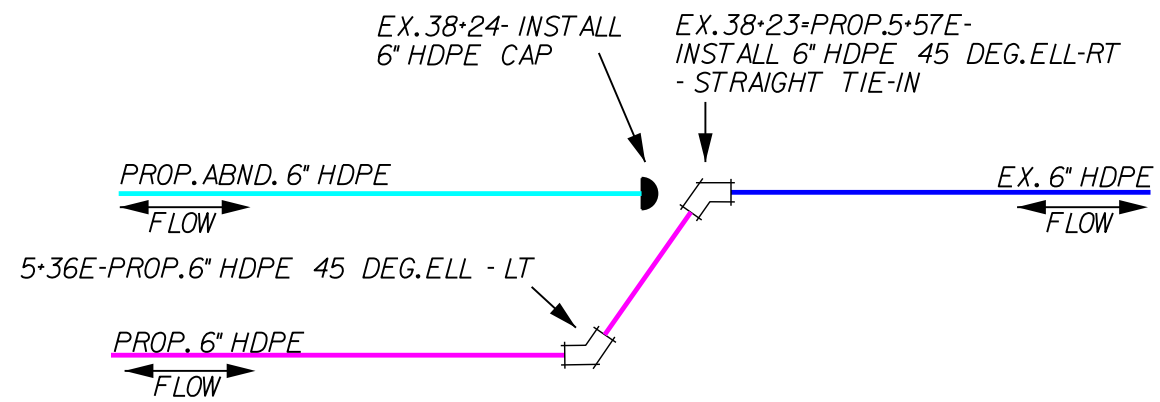 EX.38+24- INSTALL
6" HDPE CAP
EX.38+23=PROP.5+57E-
INSTALL 6" HDPE 45 DEG.ELL-RT
- STRAIGHT TIE-IN
PROP.ABND. 6" HDPE
FLOW
EX. 6" HDPE
FLOW
5+36E-PROP.6" HDPE 45 DEG.ELL - LT
PROP. 6" HDPE
FLOW